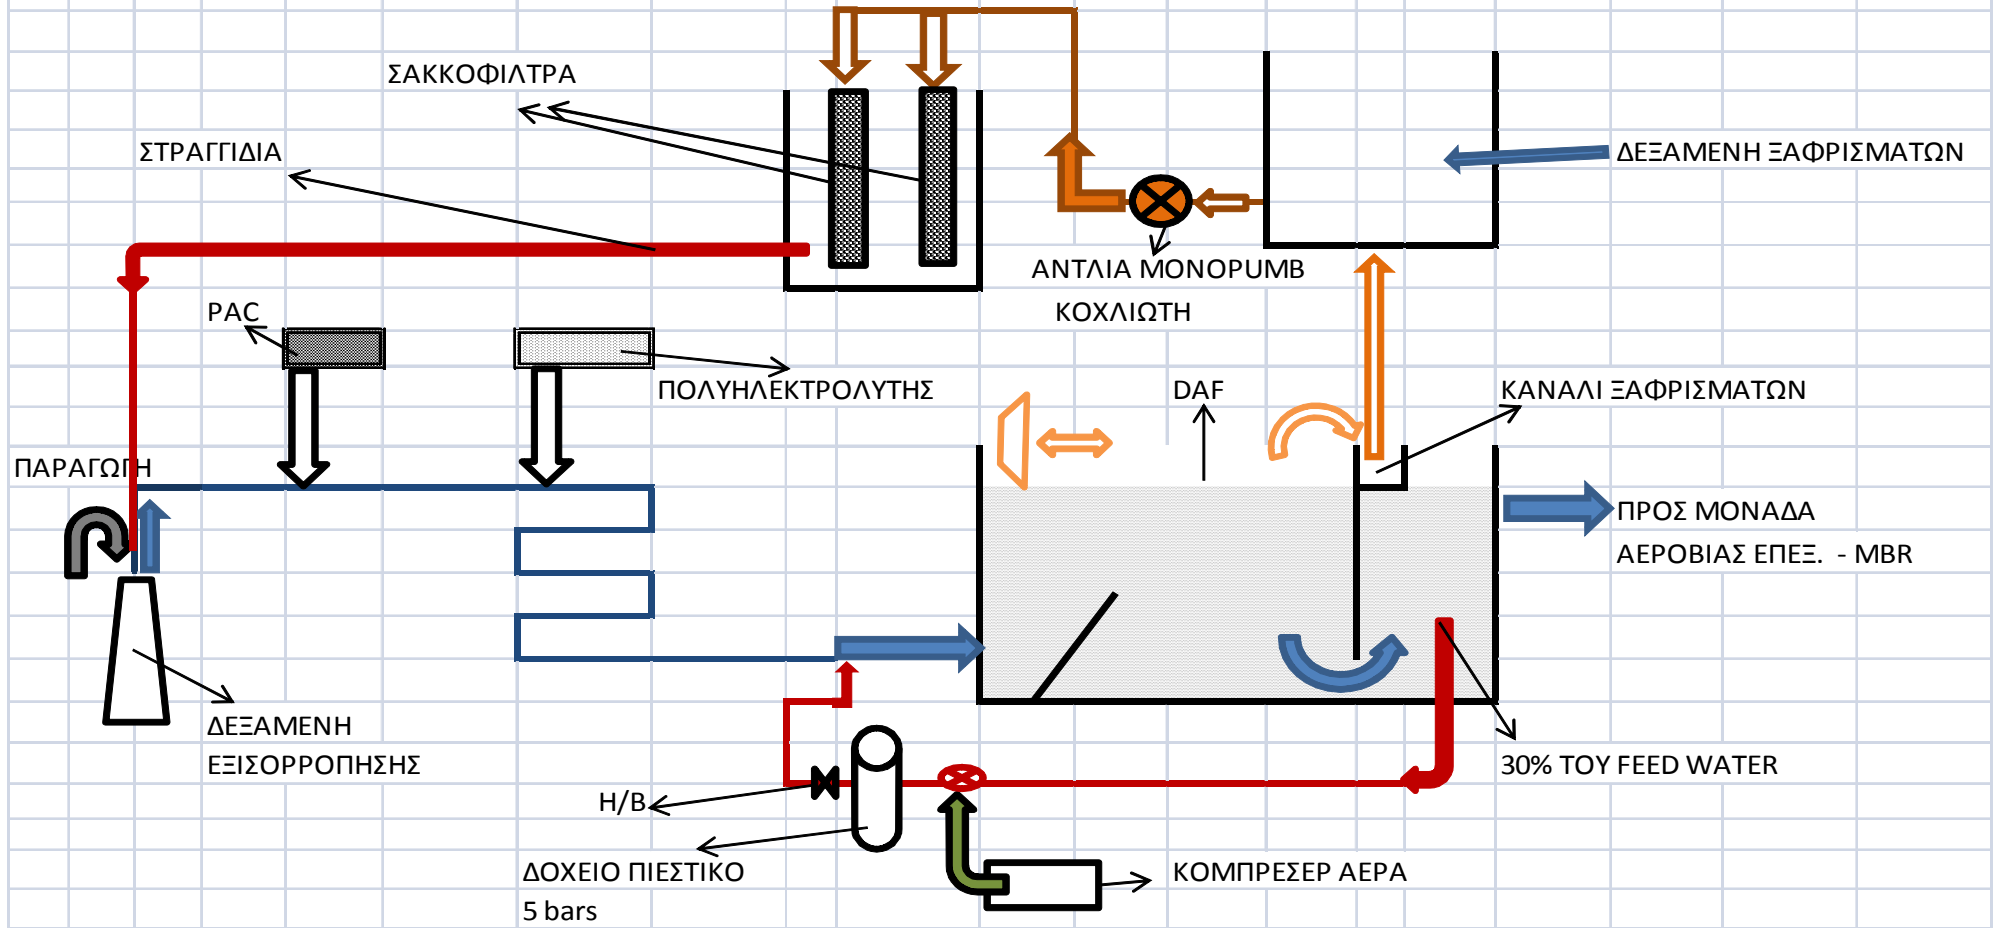 ΣΑΚΚΟΦΙΛΤΡΑ
ΣΤΡΑΓΓΙΔΙΑ
ΔΕΞΑΜΕΝΗ ΞΑΦΡΙΣΜΑΤΩΝ
ΑΝΤΛΙΑ MONOPUMB
ΚΟΧΛΙΩΤΗ
PAC
ΠΟΛΥΗΛΕΚΤΡΟΛΥΤΗΣ
DAF
ΚΑΝΑΛΙ ΞΑΦΡΙΣΜΑΤΩΝ
ΠΑΡΑΓΩΓΗ
ΠΡΟΣ ΜΟΝΑΔΑ
ΑΕΡΟΒΙΑΣ ΕΠΕΞ. - MBR
ΔΕΞΑΜΕΝΗ
ΕΞΙΣΟΡΡΟΠΗΣΗΣ
30% ΤΟΥ FEED WATER
Η/Β
ΔΟΧΕΙΟ ΠΙΕΣΤΙΚΟ
5 bars
ΚΟΜΠΡΕΣΕΡ ΑΕΡΑ